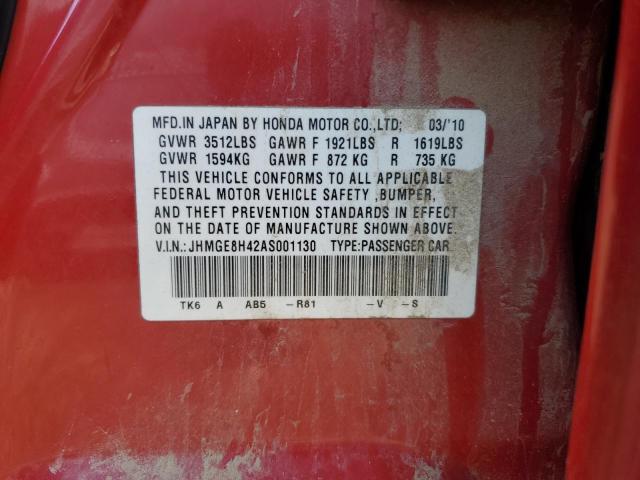 MFD.IN JAPAN BY HONDA MOTOR CO.,LTD; 03/'10
GVWR 3512LBS GAWR F 1921LBS R 1619LBS
GVWR 1594KG GAWR F 872 KG R 735 KG
THIS VEHICLE CONFORMS TO ALL APPLICABLE
FEDERAL MOTOR VEHICLE SAFETY ,BUMPER,
AND THEFT PREVENTION STANDARDS IN EFFECT
ON THE DATE OF MANUFACTURE SHOWN ABOVE.
V.I.N.: JHMGE8H42AS001130 TYPE:PASSENGER CAR
TK6 A AB5 -R81 -V -S